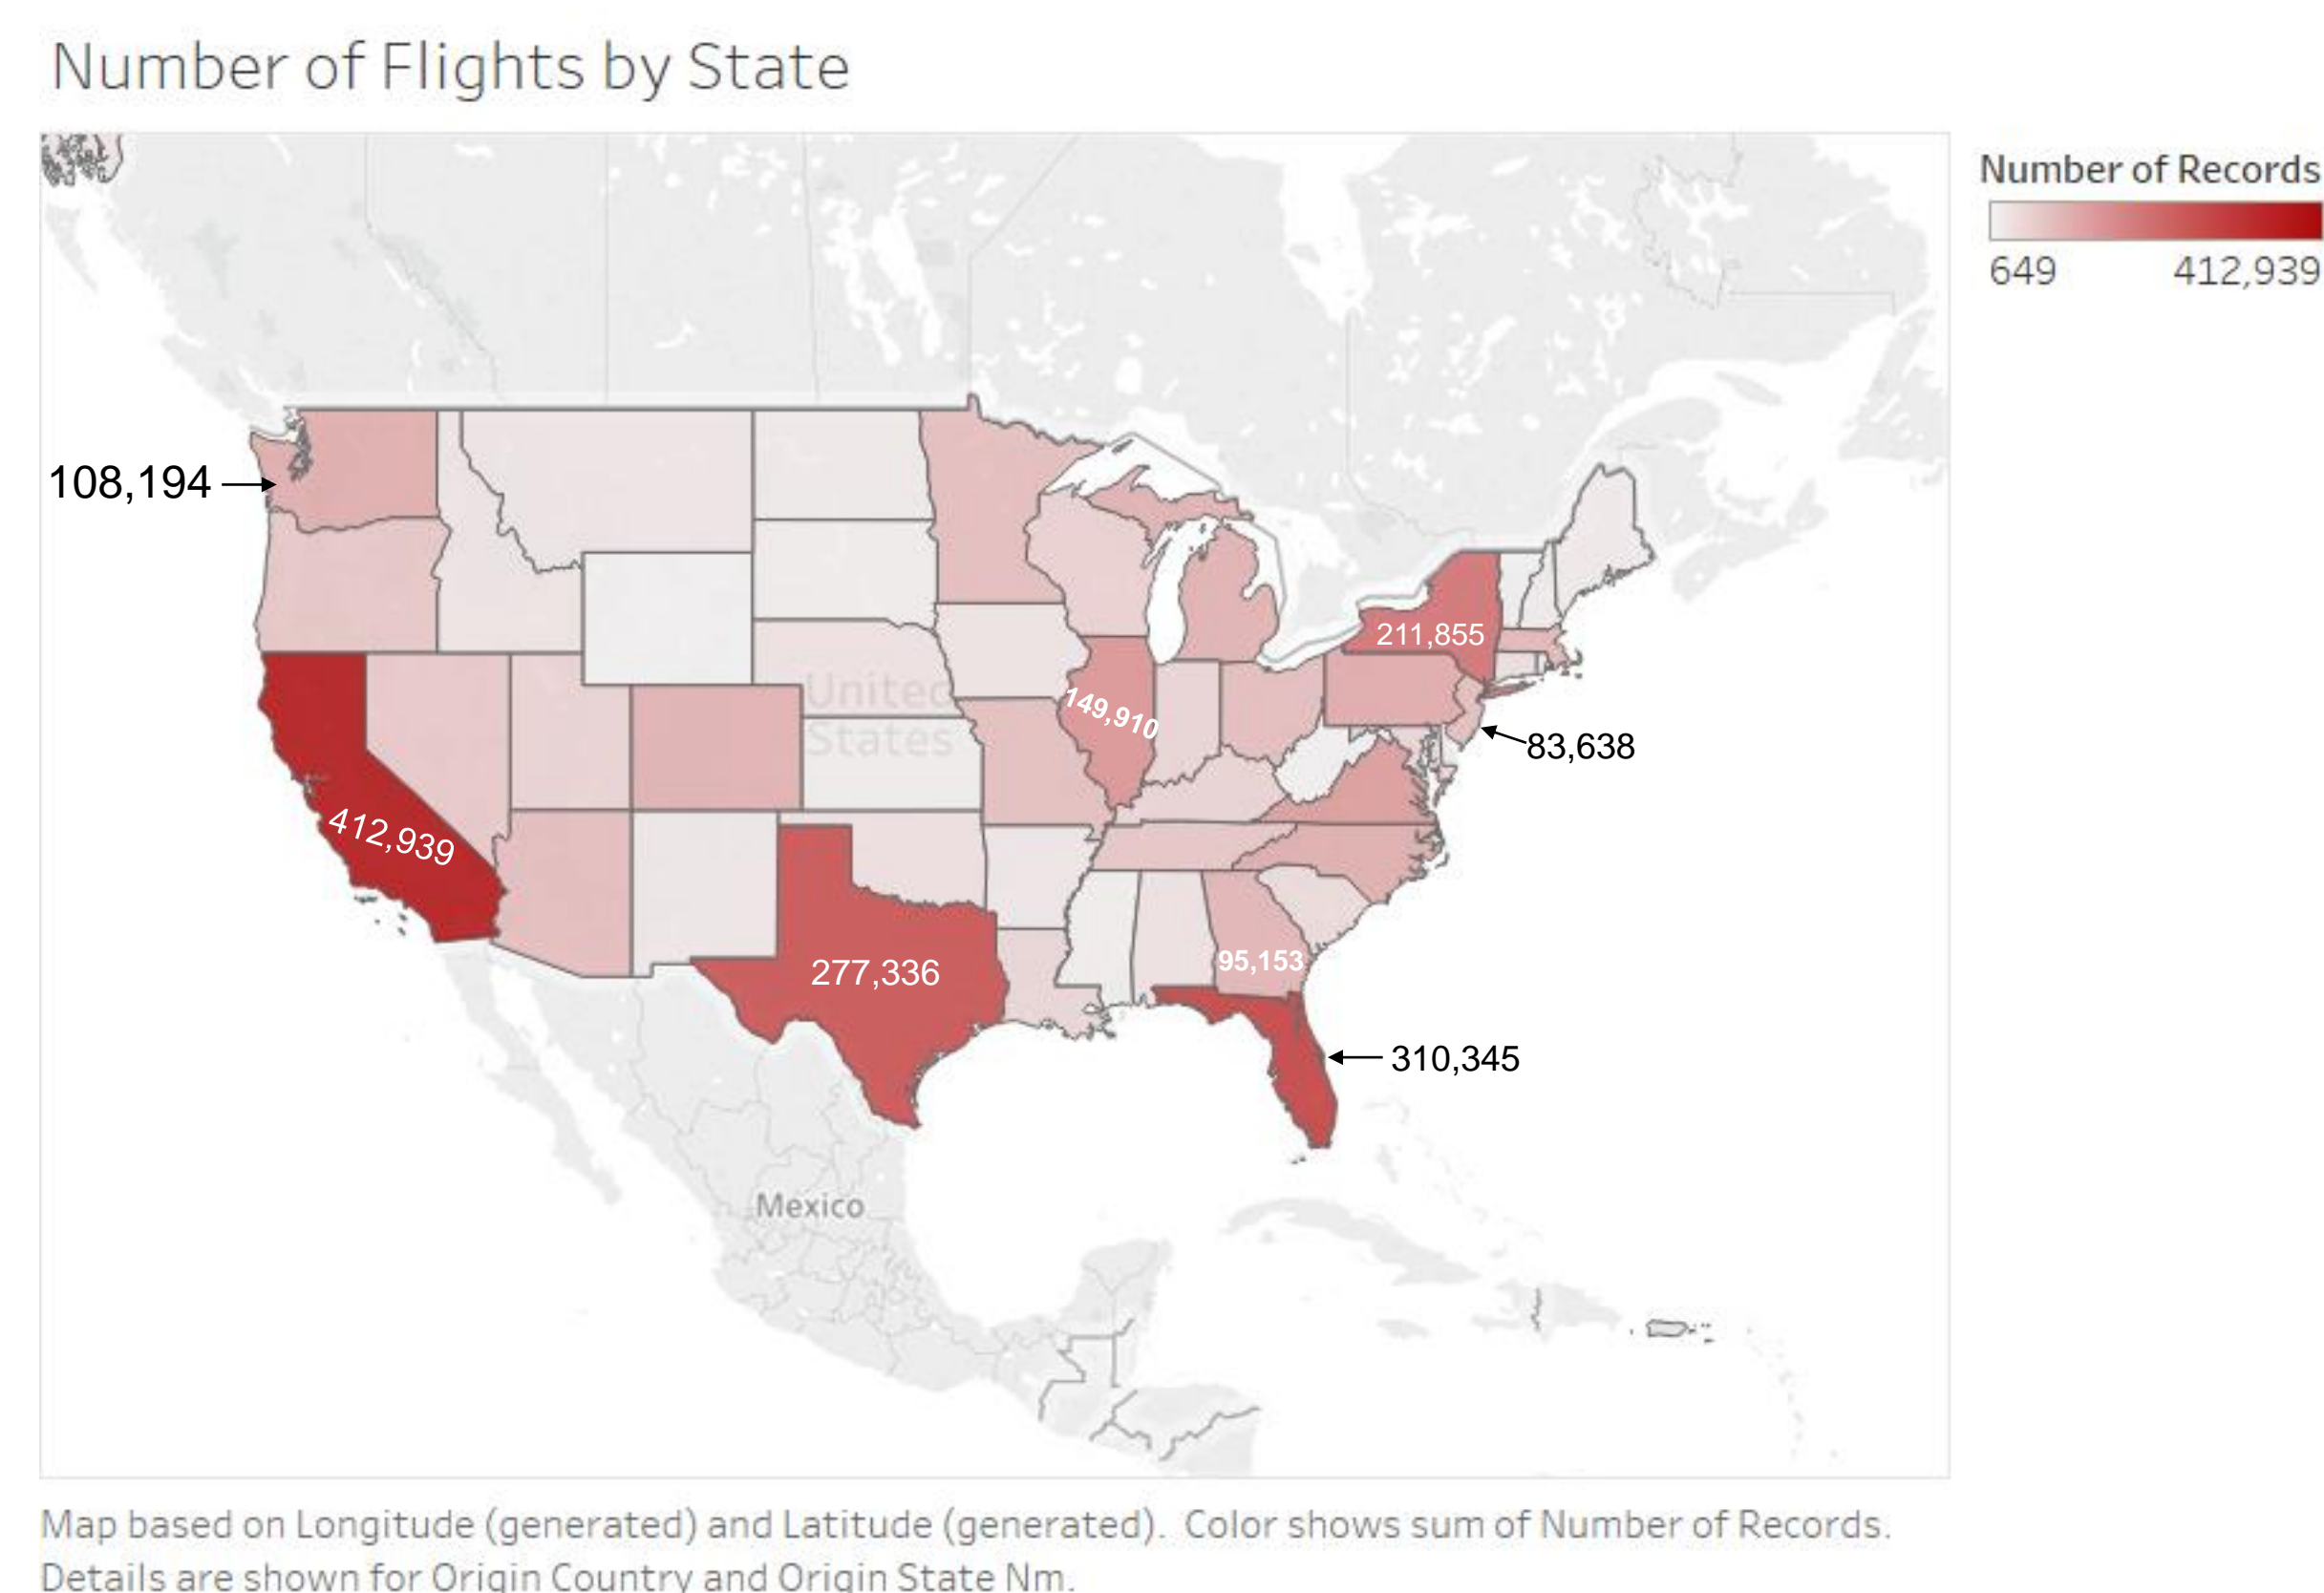 Number of Flights by State
Number of Records
649 412,939
108,194
211,855
United
States
149,910
83,638
412,939
277,336
95,153
310,345
Mexico
Map based on Longitude (generated) and Latitude (generated). Color shows sum of Number of Records.
Details are shown for Origin Country and Origin State Nm.